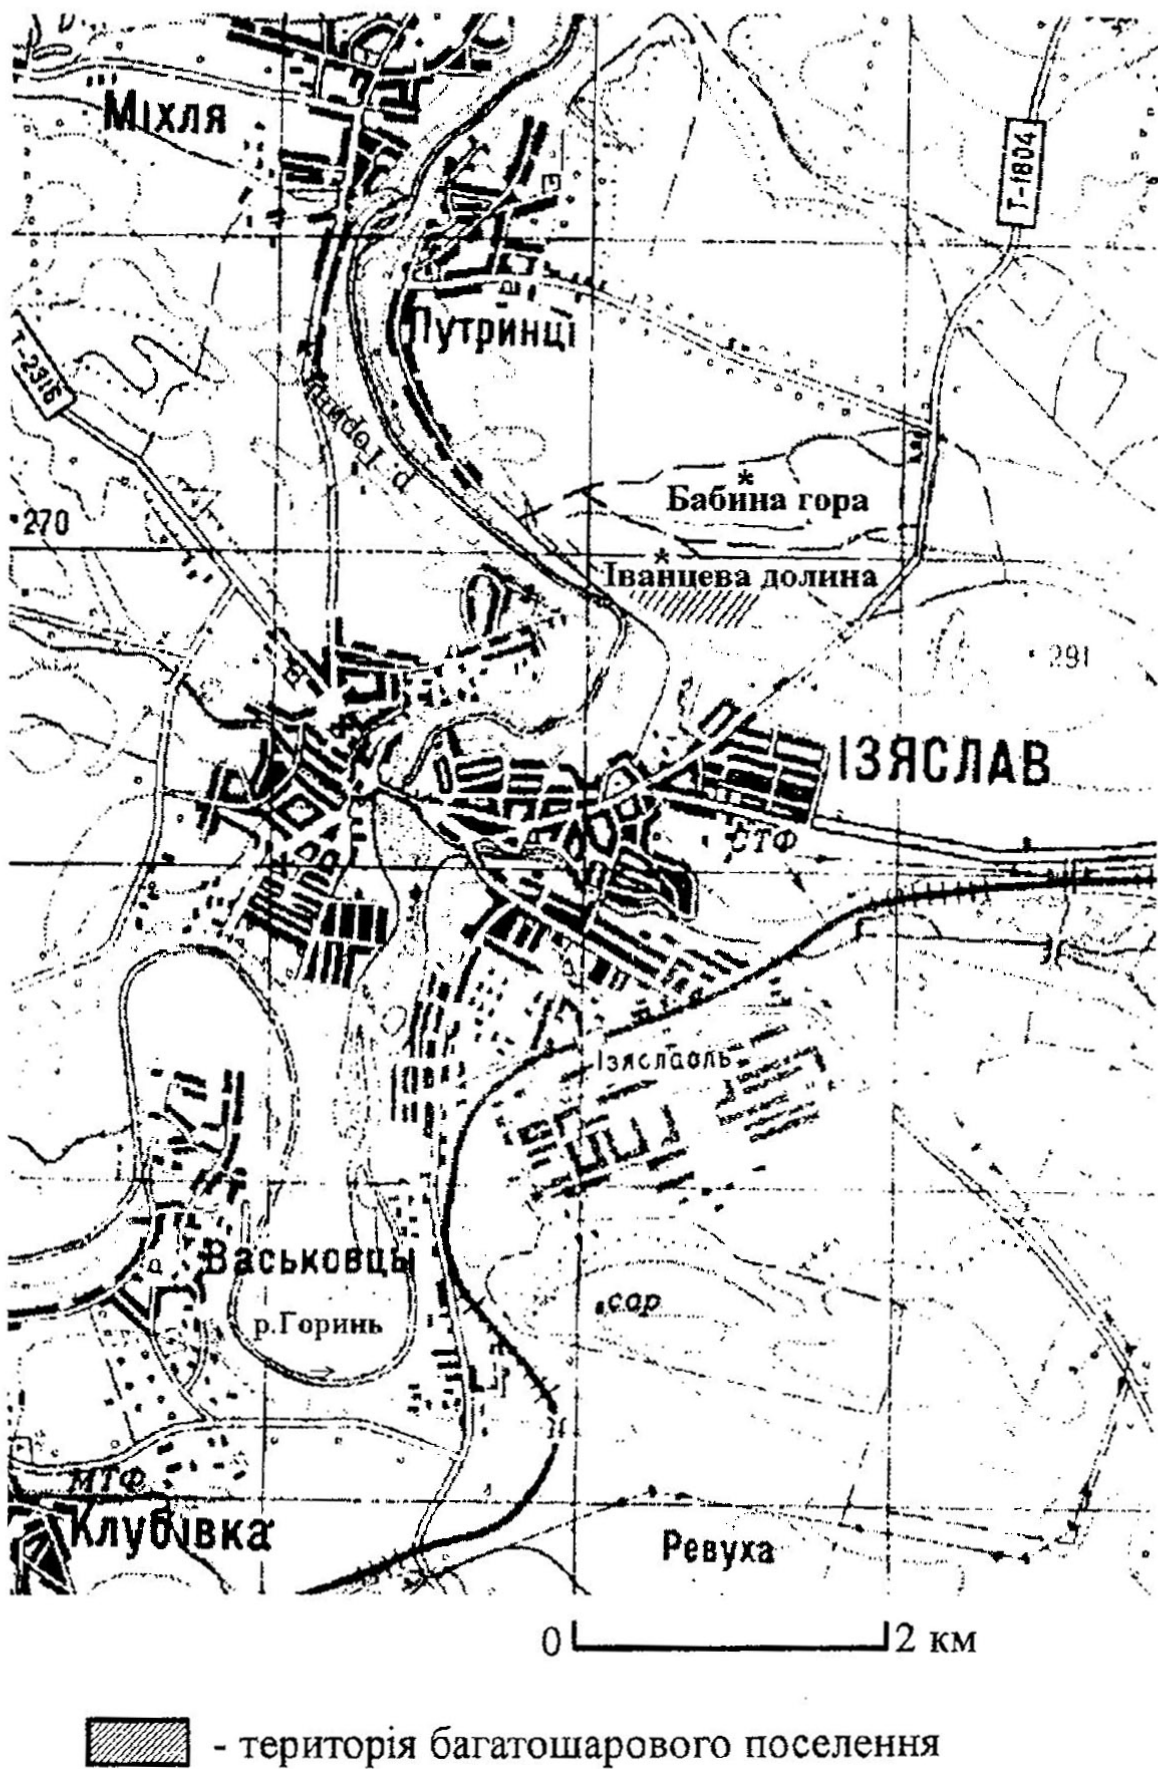 Міхля
Т-1804
Путринці
Т-2316
р. Горинь
*
Бабина гора
270
*
Іванцева долина
291
ІЗЯСЛАВ
СТФ
Ізяславль
Васьковцы
сар
р.Горинь
МТФ
Клубівка
Ревуха
0 2 км
- територія багатошарового поселення